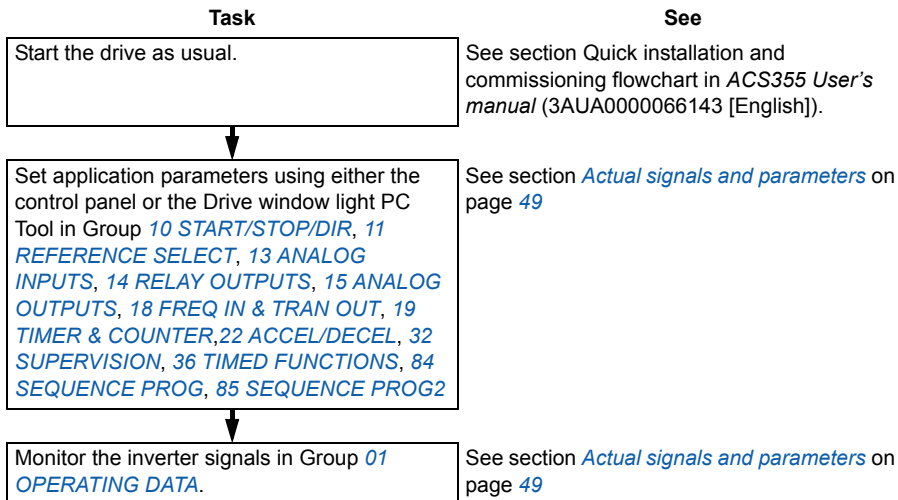 Task
See
Start the drive as usual.
See section Quick installation and
commissioning flowchart in ACS355 User's
manual (3AUA0000066143 [English]).
Set application parameters using either the
control panel or the Drive window light PC
Tool in Group 10 START/STOP/DIR, 11
REFERENCE SELECT, 13 ANALOG
INPUTS, 14 RELAY OUTPUTS, 15 ANALOG
OUTPUTS, 18 FREQ IN & TRAN OUT, 19
TIMER & COUNTER,22 ACCEL/DECEL, 32
SUPERVISION, 36 TIMED FUNCTIONS, 84
SEQUENCE PROG, 85 SEQUENCE PROG2
See section Actual signals and parameters on
page 49
Monitor the inverter signals in Group 01
OPERATING DATA.
See section Actual signals and parameters on
page 49